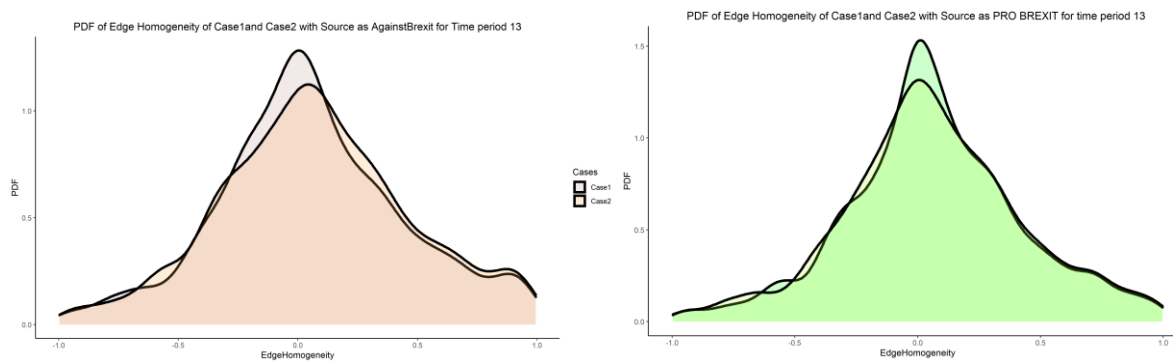 PDF of Edge Homogeneity of Case1and Case2 with Source as AgainstBrexit for Time period 13
PDF
1.0
0.5
0.0
-1.0
-0.5
0.0
0.5
1.0
EdgeHomogeneity
Cases
Case1
Case2
PDF of Edge Homogeneity of Case1and Case2 with Source as PRO BREXIT for time period 13
PDF
1.5
1.0
0.5
0.0
-1.0
-0.5
0.0
0.5
1.0
EdgeHomogeneity